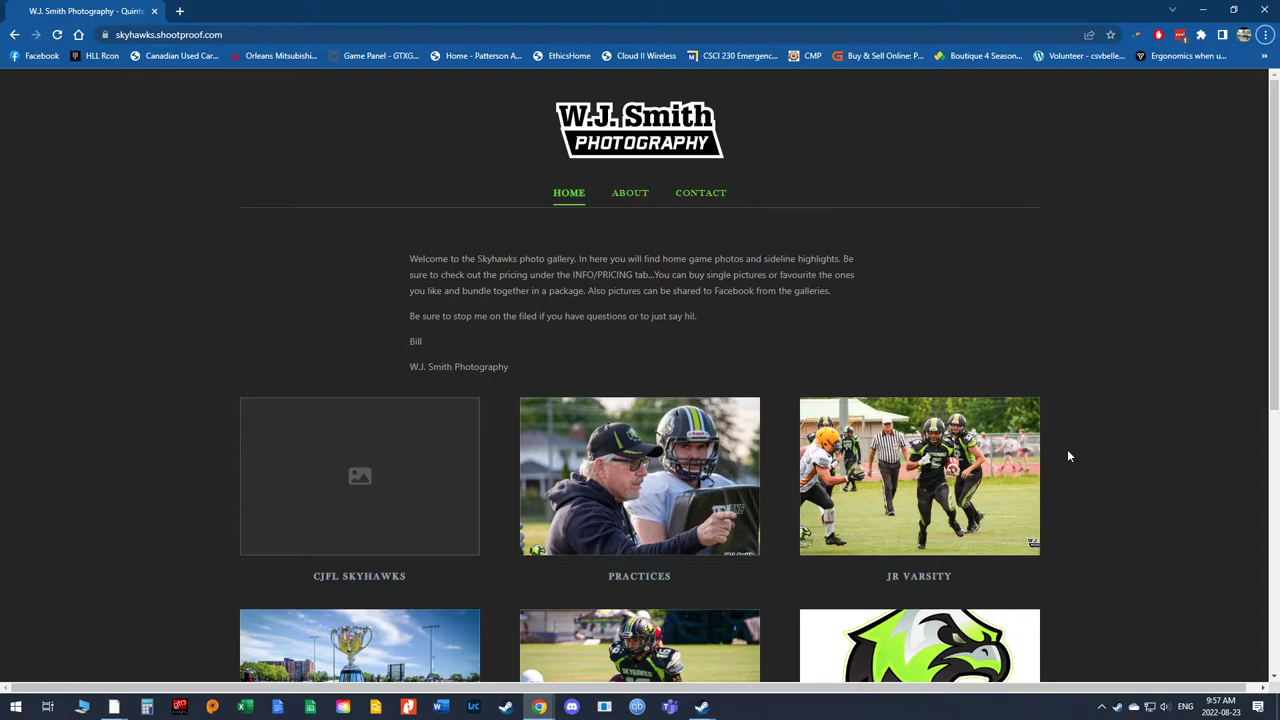 W.J. Smith Photography - Quinte
skyhawks.shootproof.com
Facebook
HLL Rcon
Canadian Used Car...
Orleans Mitsubishi...
Game Panel - GTXG...
Home - Patterson A...
EthicsHome
Cloud II Wireless
CSCI 230 Emergenc...
CMP
Buy & Sell Online: P...
Boutique 4 Season...
Volunteer - csvbelle...
Ergonomics when u...
W.J. Smith
PHOTOGRAPHY
HOME
ABOUT
CONTACT
Welcome to the Skyhawks photo gallery. In here you will find home game photos and sideline highlights. Be
sure to check out the pricing under the INFO/PRICING tab...You can buy single pictures or favourite the ones
you like and bundle together in a package. Also pictures can be shared to Facebook from the galleries.
Be sure to stop me on the filed if you have questions or to just say hi!.
Bill
W.J. Smith Photography
CJFL SKYHAWKS
PRACTICES
JR VARSITY
ENG
9:57 AM
2022-08-23